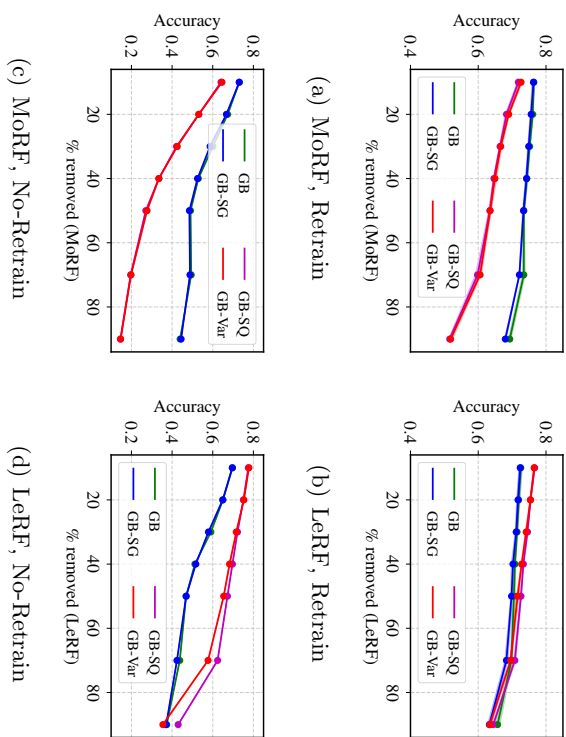 Accuracy
0.4
0.6
0.8
20
40
60
80
% removed (MoRF)
GB
GB-SG
GB-SQ
GB-Var
(a) MoRF, Retrain
Accuracy
0.4
0.6
0.8
20
40
60
80
% removed (LeRF)
GB
GB-SG
GB-SQ
GB-Var
(b) LeRF, Retrain
Accuracy
0.2
0.4
0.6
0.8
20
40
60
80
% removed (MoRF)
GB
GB-SG
GB-SQ
GB-Var
(c) MoRF, No-Retrain
Accuracy
0.2
0.4
0.6
0.8
20
40
60
80
% removed (LeRF)
GB
GB-SG
GB-SQ
GB-Var
(d) LeRF, No-Retrain